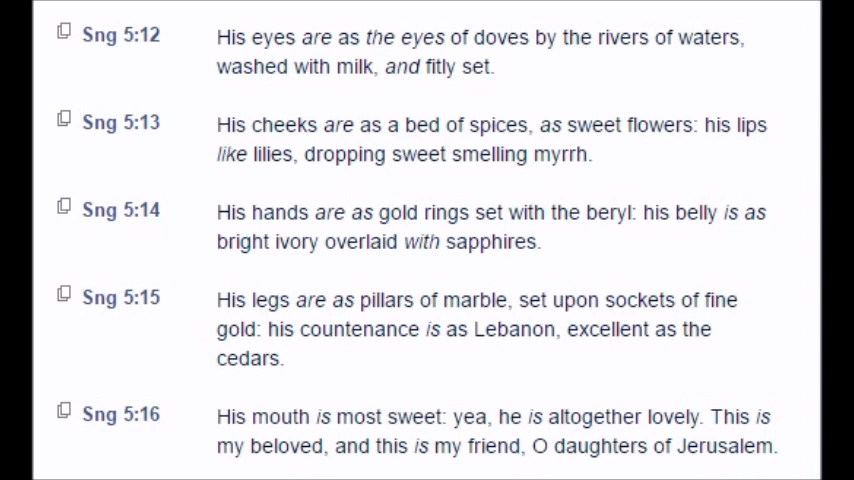 Sng 5:12 His eyes are as the eyes of doves by the rivers of waters,
washed with milk, and fitly set.
Sng 5:13 His cheeks are as a bed of spices, as sweet flowers: his lips
like lilies, dropping sweet smelling myrrh.
Sng 5:14 His hands are as gold rings set with the beryl: his belly is as
bright ivory overlaid with sapphires.
Sng 5:15 His legs are as pillars of marble, set upon sockets of fine
gold: his countenance is as Lebanon, excellent as the
cedars.
Sng 5:16 His mouth is most sweet: yea, he is altogether lovely. This is
my beloved, and this is my friend, O daughters of Jerusalem.